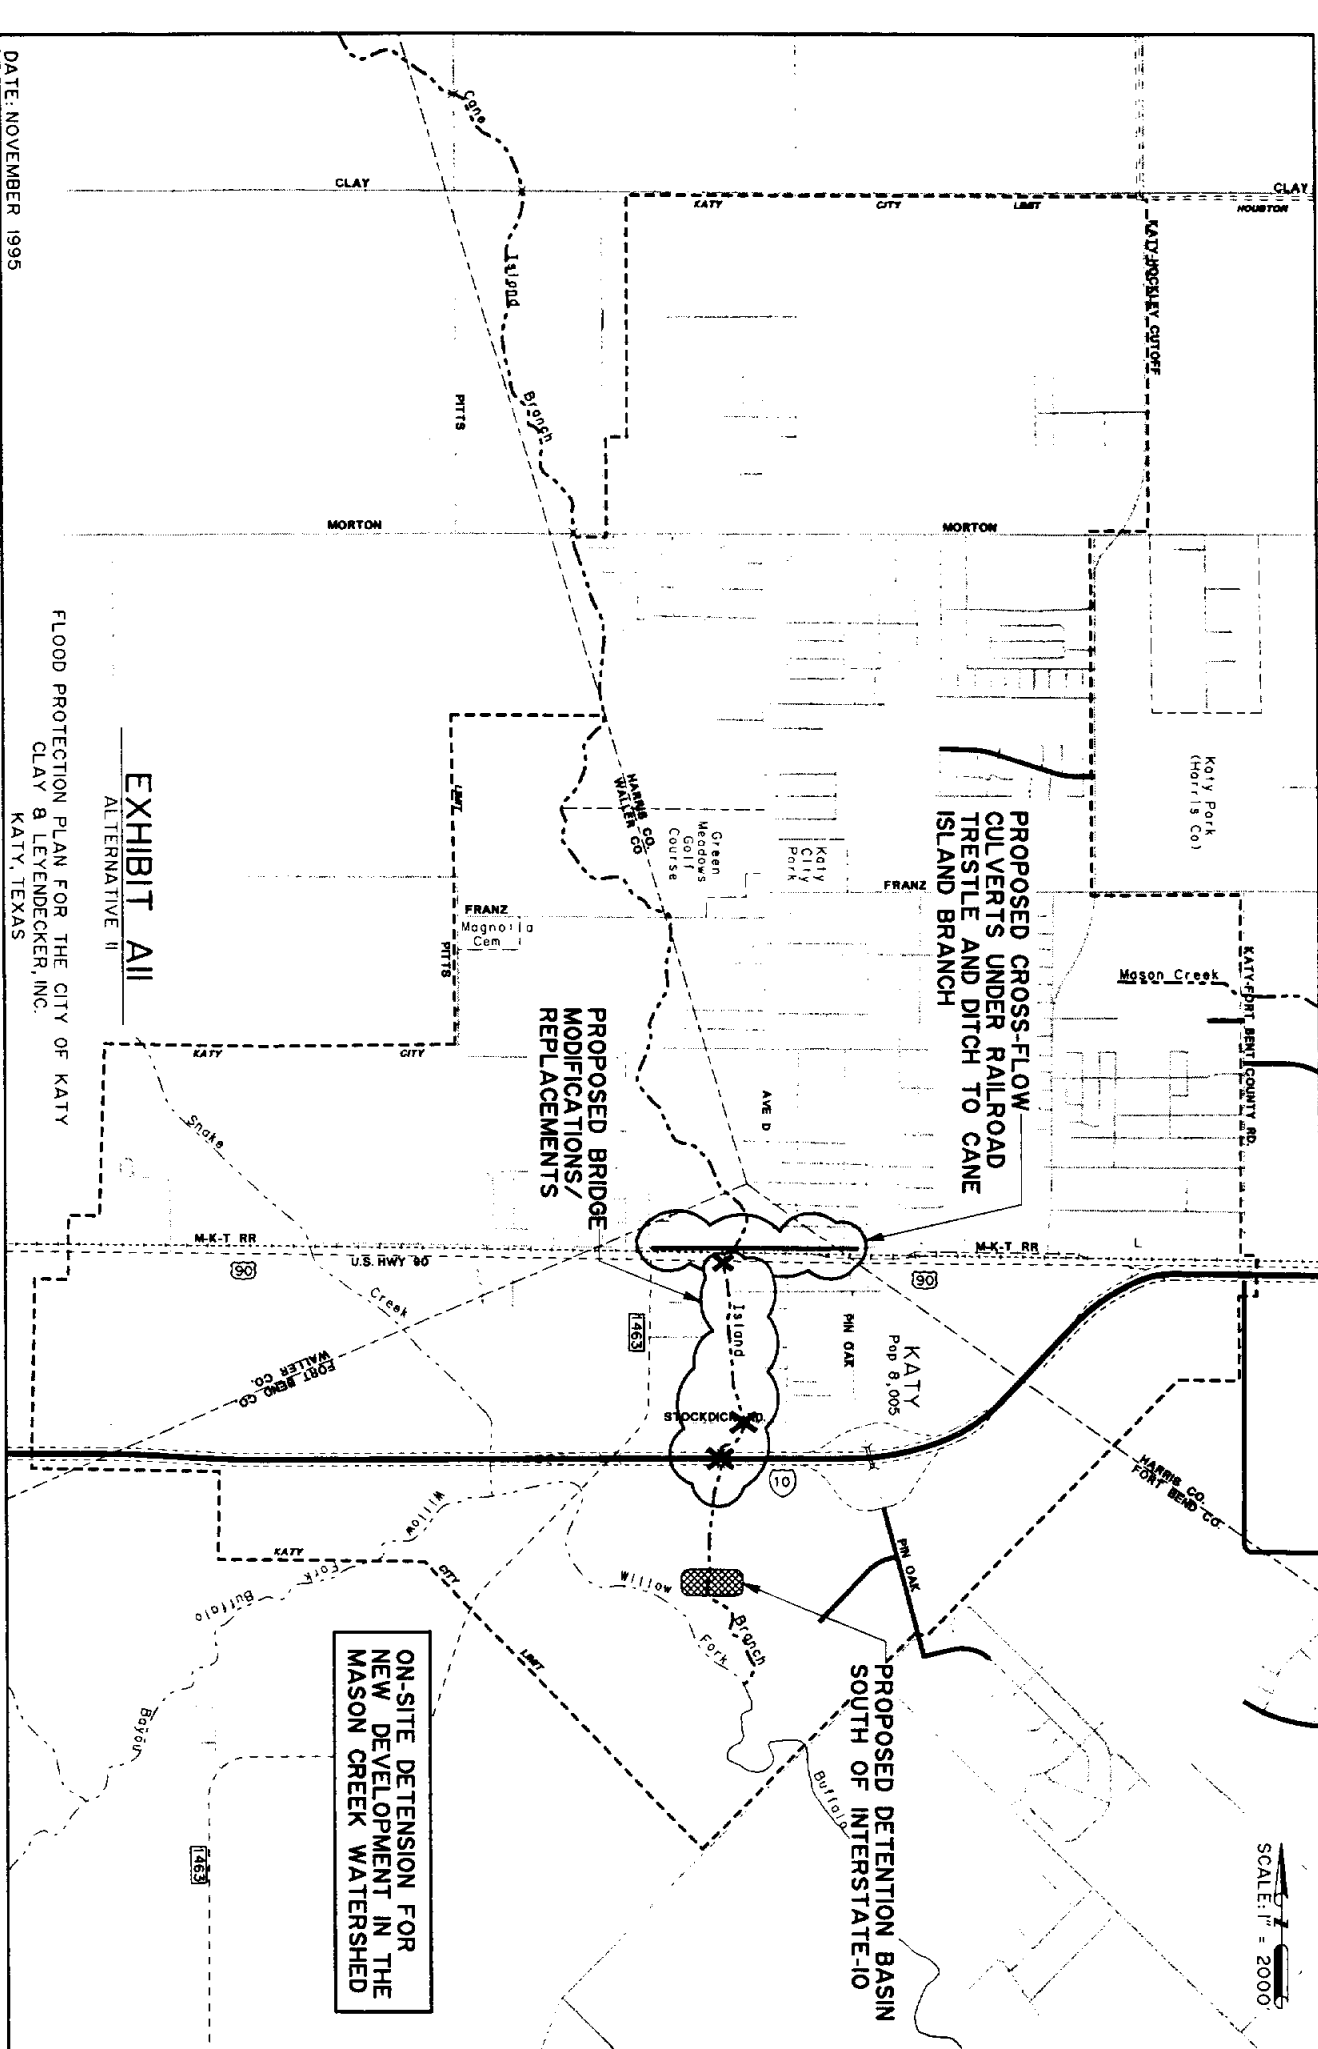 CLAY
CLAY
HOUSTON
KATY
CITY
LIMIT
KATY-HOCKLEY CUTOFF
Cane
Island
Branch
PITTS
MORTON
MORTON
Katy Park
(Harris Co)
HARRIS CO.
WALLER CO
Green
Meadows
Golf
Course
Katy
City
Park
FRANZ
FRANZ
Magnolia
Cem
LIMIT
PITTS
KATY
CITY
Mason Creek
KATY-FORT BENT COUNTY RD.
PROPOSED CROSS-FLOW
CULVERTS UNDER RAILROAD
TRESTLE AND DITCH TO CANE
ISLAND BRANCH
PROPOSED BRIDGE
MODIFICATIONS/
REPLACEMENTS
AVE D
Snake
Creek
M-K-T RR
M-K-T RR
U.S. HWY 90
90
90
1463
Island
PIN OAK
KATY
Pop 8,005
STOCKDICK RD.
FORT BEND CO.
WALLER CO.
HARRIS CO.
FORT BEND CO.
10
PIN OAK
Willow
Fork
Buffalo
Bayou
KATY
CITY
LIMIT
Willow
Fork
Branch
Buffalo
PROPOSED DETENTION BASIN
SOUTH OF INTERSTATE-10
ON-SITE DETENSION FOR
NEW DEVELOPMENT IN THE
MASON CREEK WATERSHED
1463
SCALE: 1" = 2000'
EXHIBIT AII
ALTERNATIVE II
FLOOD PROTECTION PLAN FOR THE CITY OF KATY
CLAY & LEYENDECKER, INC.
KATY, TEXAS
DATE: NOVEMBER 1995